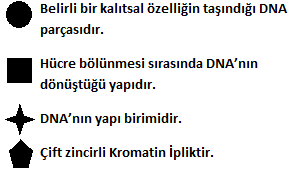 Belirli bir kalıtsal özelliğin taşındığı DNA
parçasıdır.
Hücre bölünmesi sırasında DNA’nın
dönüştüğü yapıdır.
DNA’nın yapı birimidir.
Çift zincirli Kromatin İpliktir.